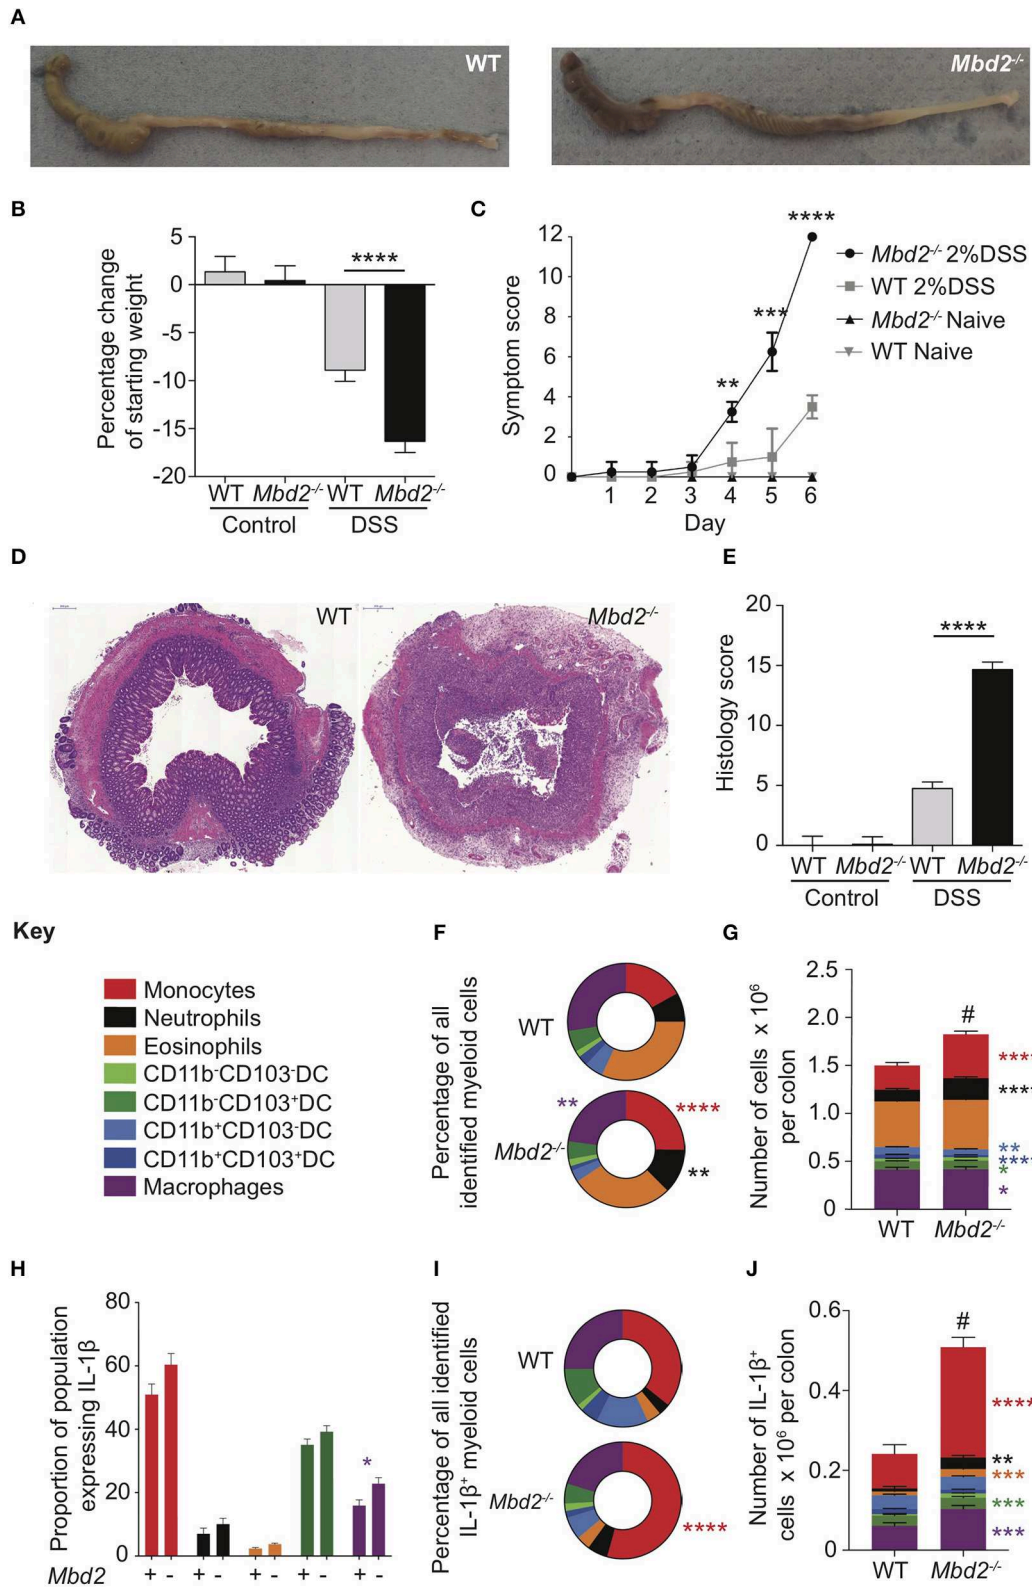 A
WT
Mbd2-/-
B
Percentage change
of starting weight
5
0
-5
-10
-15
-20
****
WT Mbd2-/- WT Mbd2-/-
Control DSS
C
Symptom score
12
10
8
6
4
2
0
**
***
****
1 2 3 4 5 6
Day
Mbd2-/- 2%DSS
WT 2%DSS
Mbd2-/- Naive
WT Naive
D
WT
Mbd2-/-
E
Histology score
20
15
10
5
0
****
WT Mbd2-/- WT Mbd2-/-
Control DSS
Key
Monocytes
Neutrophils
Eosinophils
CD11b-CD103-DC
CD11b-CD103+DC
CD11b+CD103-DC
CD11b+CD103+DC
Macrophages
F
Percentage of all
identified myeloid cells
WT
Mbd2-/-
**
****
**
G
Number of cells x 10⁶
per colon
2.5
2.0
1.5
1.0
0.5
0
#
****
****
**
****
*
*
WT Mbd2-/-
H
Proportion of population
expressing IL-1β
80
60
40
20
0
*
Mbd2 + - + - + - + - + -
I
Percentage of all identified
IL-1β+ myeloid cells
WT
Mbd2-/-
****
J
Number of IL-1β+
cells x 10⁶ per colon
0.6
0.4
0.2
0
#
****
**
***
***
***
WT Mbd2-/-